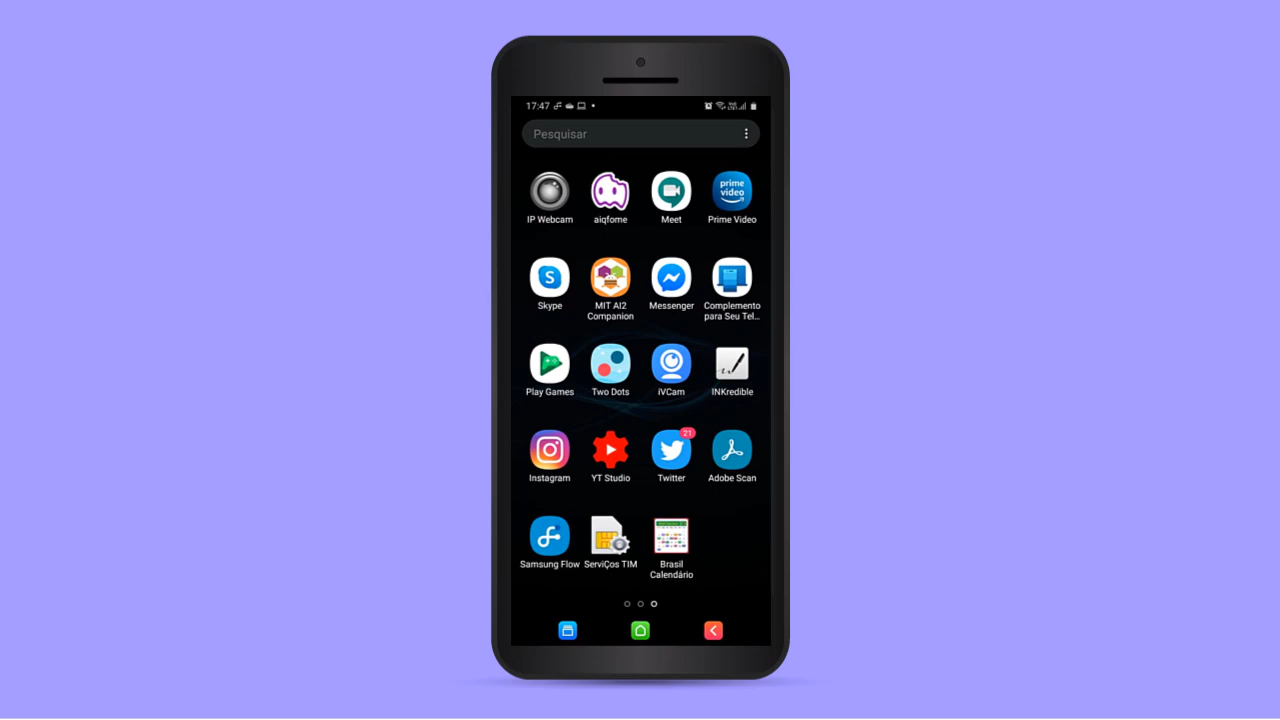 17:47
Pesquisar
IP Webcam
aiqfome
Meet
prime
video
Prime Video
S
Skype
MIT AI2
Companion
Messenger
Complemento
para Seu Tel...
Play Games
Two Dots
iVCam
INKredible
Instagram
YT Studio
21
Twitter
Adobe Scan
Samsung Flow
ServiÇos TIM
Brasil
Calendário